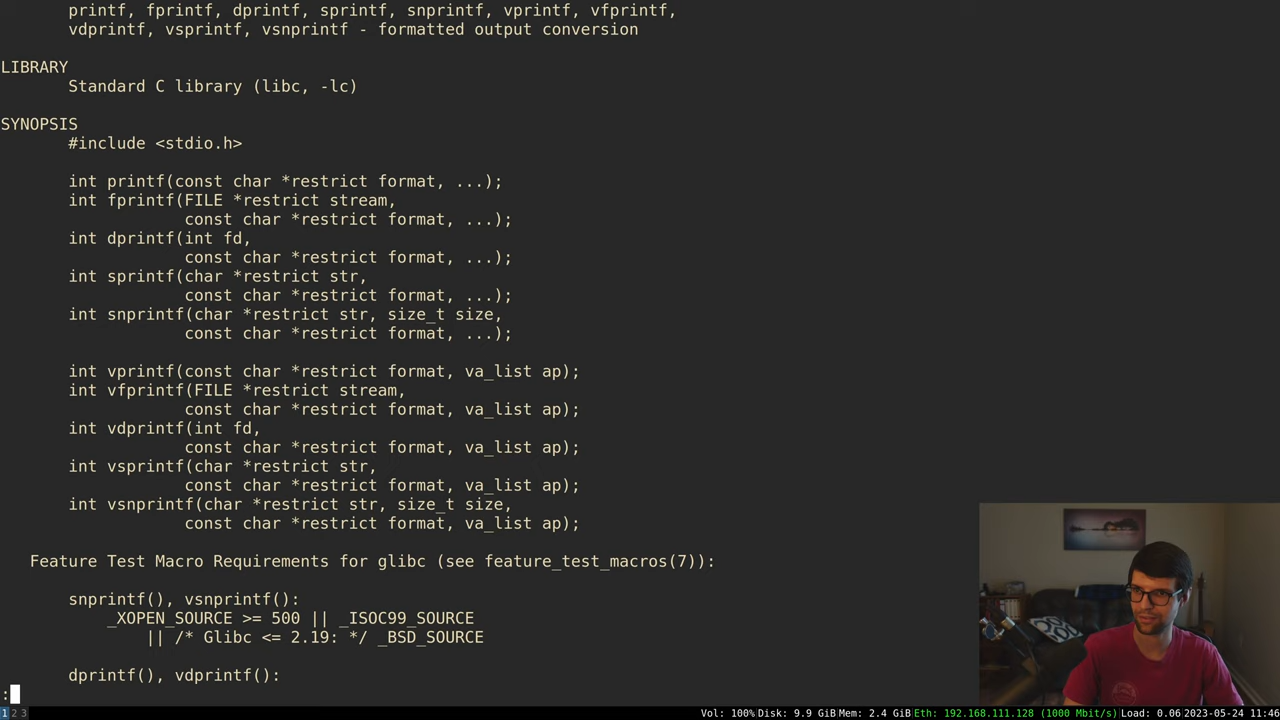 printf, fprintf, dprintf, sprintf, snprintf, vprintf, vfprintf,
vdprintf, vsprintf, vsnprintf - formatted output conversion
LIBRARY
Standard C library (libc, -lc)
SYNOPSIS
#include <stdio.h>
int printf(const char *restrict format, ...);
int fprintf(FILE *restrict stream,
const char *restrict format, ...);
int dprintf(int fd,
const char *restrict format, ...);
int sprintf(char *restrict str,
const char *restrict format, ...);
int snprintf(char *restrict str, size_t size,
const char *restrict format, ...);
int vprintf(const char *restrict format, va_list ap);
int vfprintf(FILE *restrict stream,
const char *restrict format, va_list ap);
int vdprintf(int fd,
const char *restrict format, va_list ap);
int vsprintf(char *restrict str,
const char *restrict format, va_list ap);
int vsnprintf(char *restrict str, size_t size,
const char *restrict format, va_list ap);
Feature Test Macro Requirements for glibc (see feature_test_macros(7)):
snprintf(), vsnprintf():
_XOPEN_SOURCE >= 500 || _ISOC99_SOURCE
|| /* Glibc <= 2.19: */ _BSD_SOURCE
dprintf(), vdprintf():
:
1 2 3 Vol: 100% Disk: 9.9 GiB Mem: 2.4 GiB Eth: 192.168.111.128 (1000 Mbit/s) Load: 0.06 2023-05-24 11:46